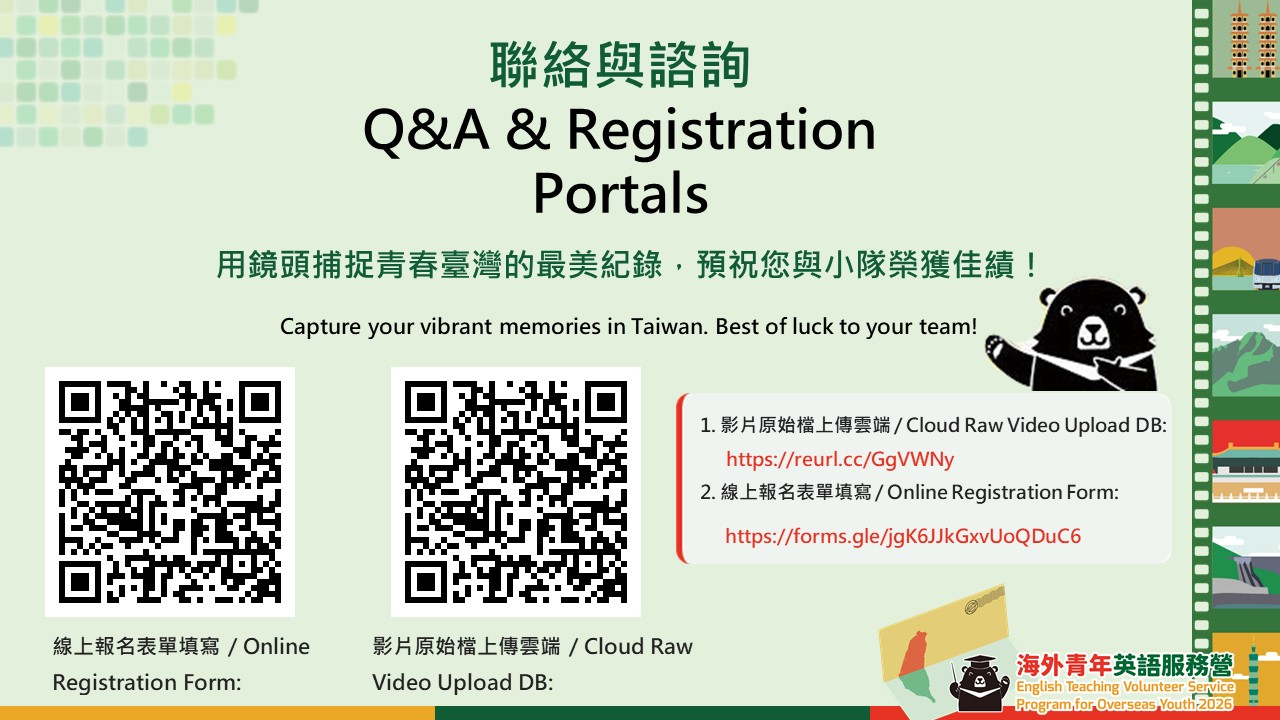 聯絡與諮詢
Q&A & Registration
Portals
用鏡頭捕捉青春臺灣的最美紀錄，預祝您與小隊榮獲佳績！
Capture your vibrant memories in Taiwan. Best of luck to your team!
1. 影片原始檔上傳雲端 / Cloud Raw Video Upload DB:
https://reurl.cc/GgVWNy
2. 線上報名表單填寫 / Online Registration Form:
https://forms.gle/jgK6JJkGxvUoQDuC6
線上報名表單填寫 / Online
Registration Form:
影片原始檔上傳雲端 / Cloud Raw
Video Upload DB:
海外青年英語服務營
English Teaching Volunteer Service
Program for Overseas Youth 2026